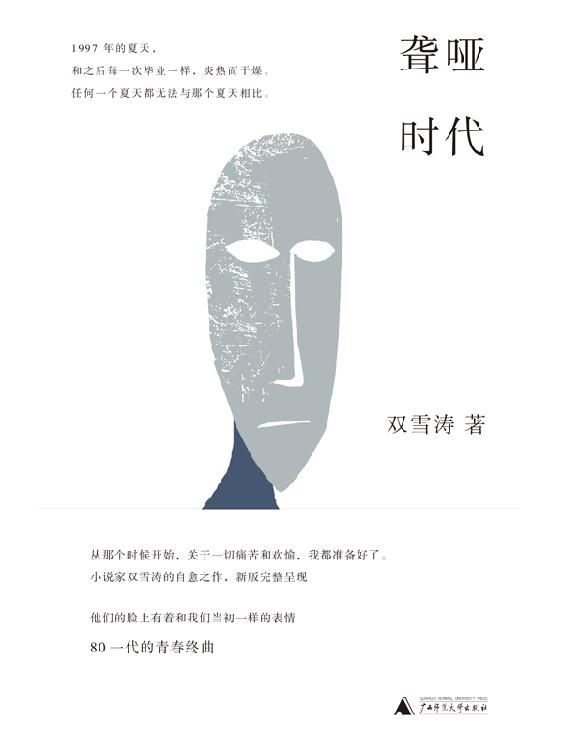 1997 年的夏天，
和之后每一次毕业一样，炎热而干燥。
任何一个夏天都无法与那个夏天相比。
聋哑
时代
双雪涛 著
从那个时候开始，关于一切痛苦和欢愉，我都准备好了。
小说家双雪涛的自愈之作，新版完整呈现
他们的脸上有着和我们当初一样的表情
80 一代的青春终曲
GUANGXI NORMAL UNIVERSITY PRESS
广西师范大学出版社